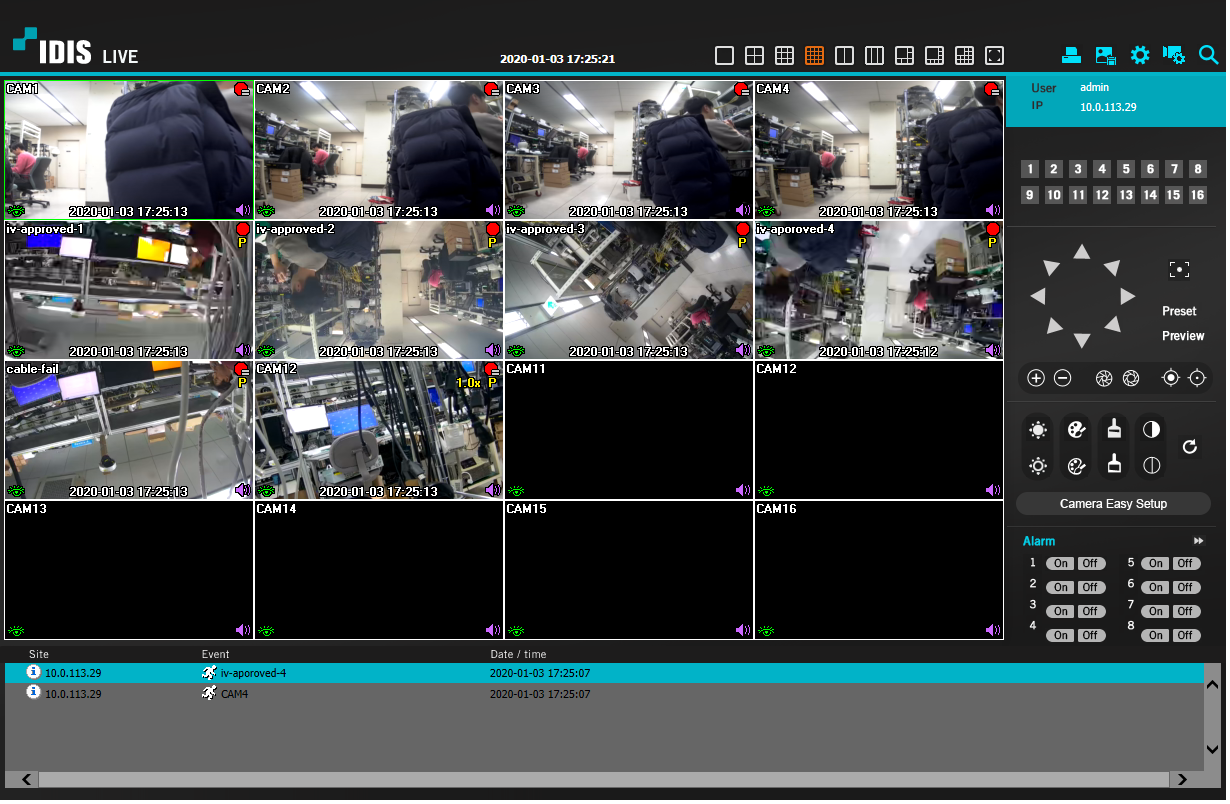 IDIS LIVE
2020-01-03 17:25:21
User admin
IP 10.0.113.29
CAM1
CAM2
CAM3
CAM4
2020-01-03 17:25:13
2020-01-03 17:25:13
2020-01-03 17:25:13
2020-01-03 17:25:13
iv-approved-1
P
iv-approved-2
P
iv-approved-3
P
iv-aporoved-4
P
2020-01-03 17:25:13
2020-01-03 17:25:13
2020-01-03 17:25:13
2020-01-03 17:25:12
cable-fail
P
CAM12
1.0x P
CAM11
CAM12
2020-01-03 17:25:13
2020-01-03 17:25:13
CAM13
CAM14
CAM15
CAM16
1 2 3 4 5 6 7 8
9 10 11 12 13 14 15 16
Preset
Preview
Camera Easy Setup
Alarm
1 On Off 5 On Off
2 On Off 6 On Off
3 On Off 7 On Off
4 On Off 8 On Off
Site Event Date / time
10.0.113.29 iv-aporoved-4 2020-01-03 17:25:07
10.0.113.29 CAM4 2020-01-03 17:25:07